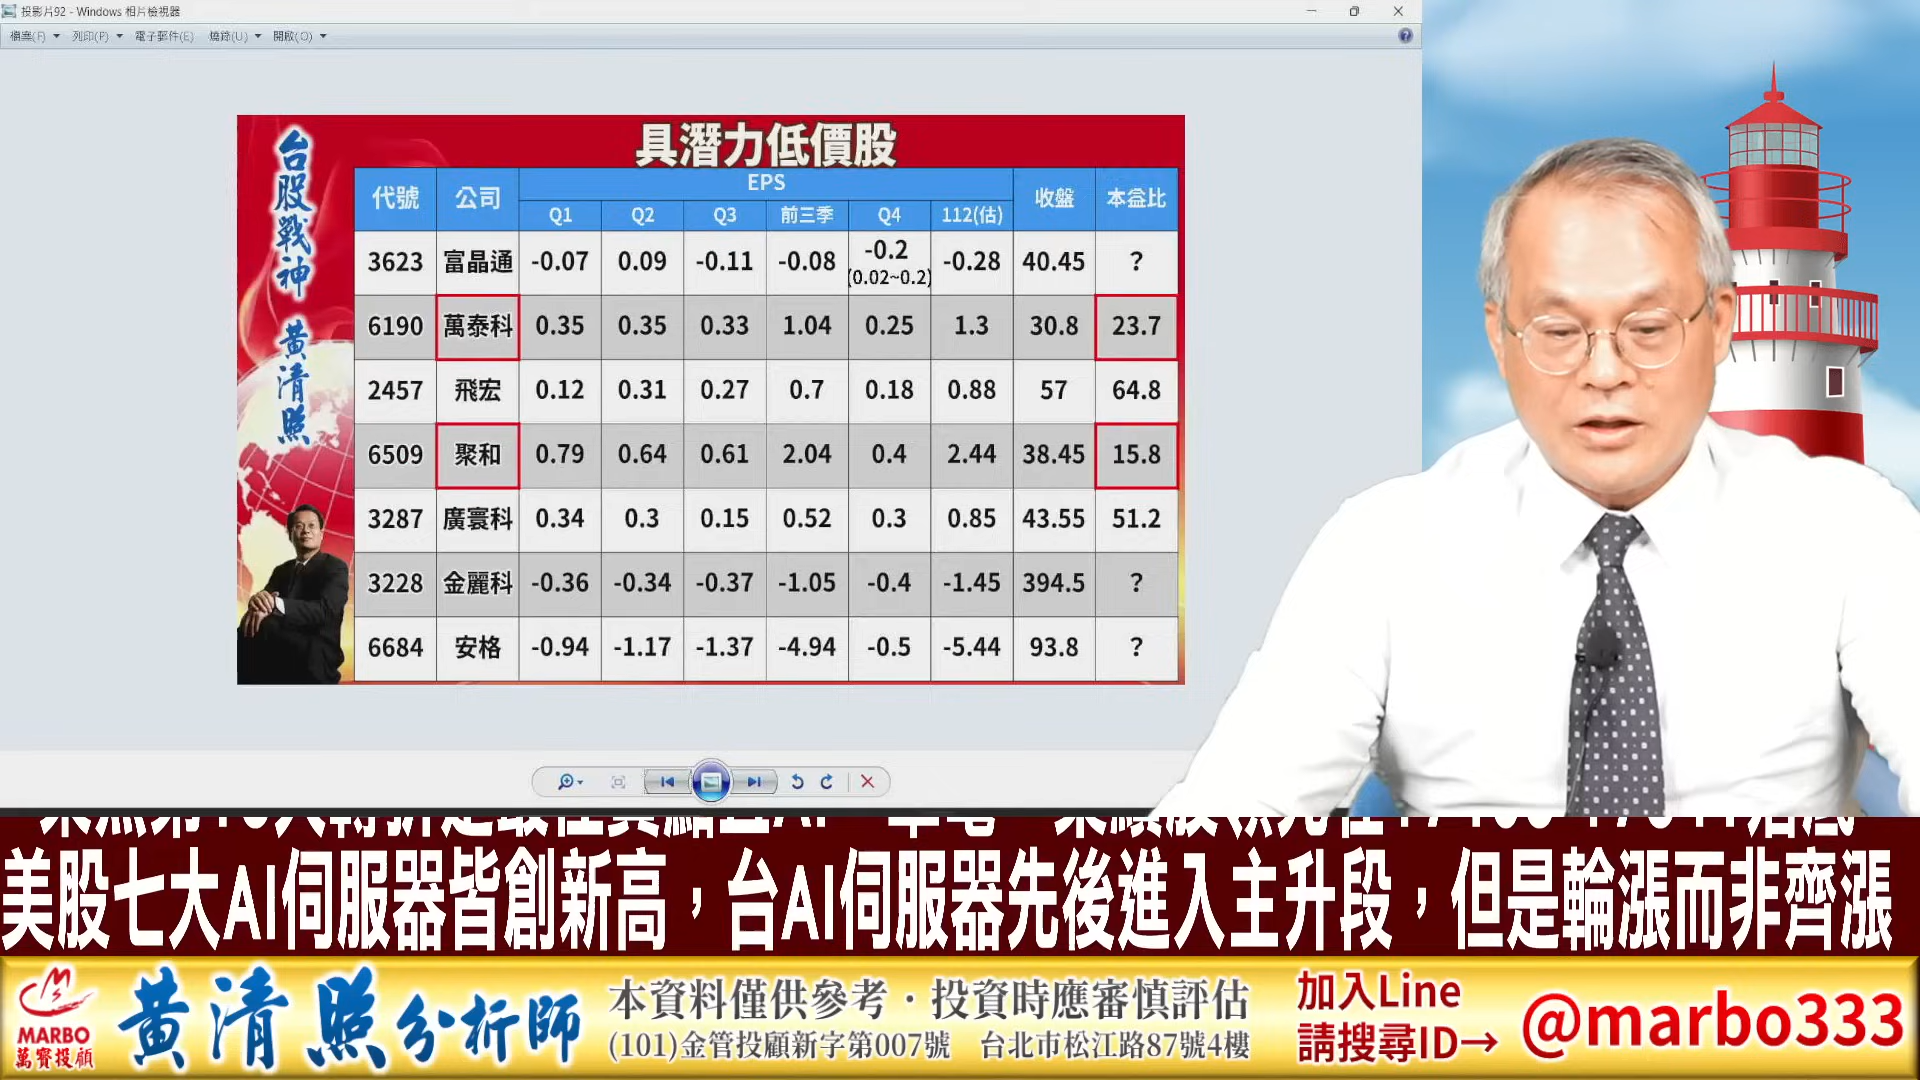 投影片92 - Windows 相片檢視器
檔案(F) 列印(P) 電子郵件(E) 燒錄(U) 開啟(O)
台股戰神 黃清照
具潛力低價股
代號 公司 EPS 收盤 本益比
Q1 Q2 Q3 前三季 Q4 112(估)
3623 富晶通 -0.07 0.09 -0.11 -0.08 -0.2 (0.02~0.2) -0.28 40.45 ?
6190 萬泰科 0.35 0.35 0.33 1.04 0.25 1.3 30.8 23.7
2457 飛宏 0.12 0.31 0.27 0.7 0.18 0.88 57 64.8
6509 聚和 0.79 0.64 0.61 2.04 0.4 2.44 38.45 15.8
3287 廣寰科 0.34 0.3 0.15 0.52 0.3 0.85 43.55 51.2
3228 金麗科 -0.36 -0.34 -0.37 -1.05 -0.4 -1.45 394.5 ?
6684 安格 -0.94 -1.17 -1.37 -4.94 -0.5 -5.44 93.8 ?
美股七大AI伺服器皆創新高，台AI伺服器先後進入主升段，但是輪漲而非齊漲
MARBO
萬寶投顧
黃清照分析師
本資料僅供參考．投資時應審慎評估
(101)金管投顧新字第007號 台北市松江路87號4樓
加入Line
請搜尋ID→
@marbo333